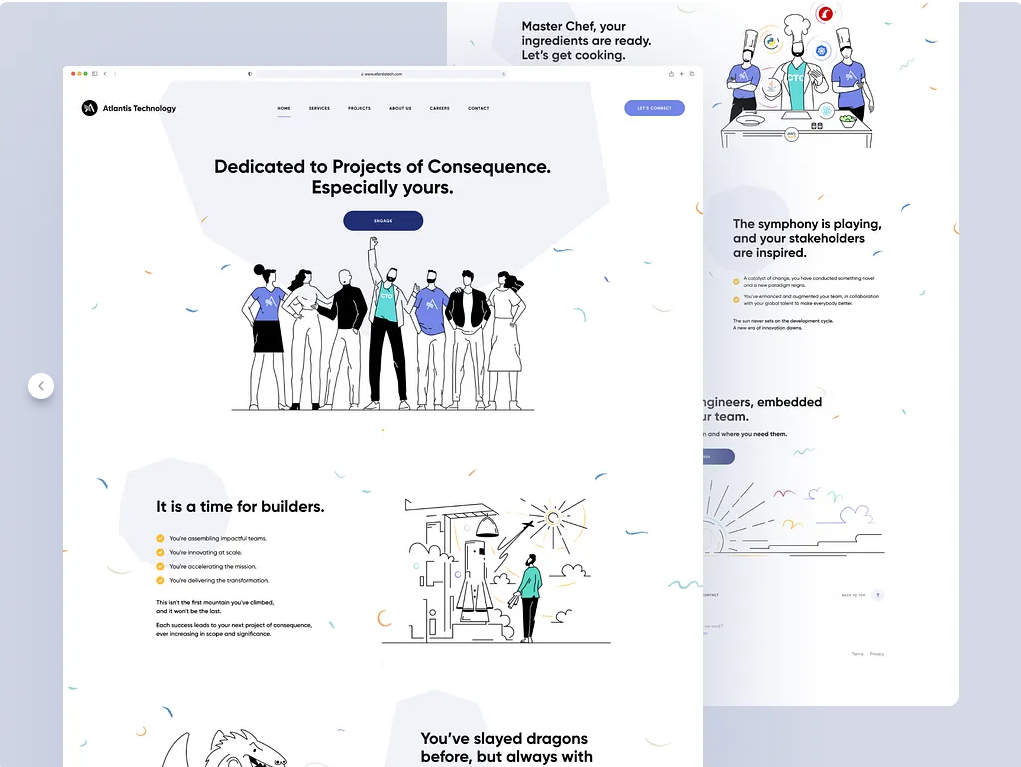 Master Chef, your
ingredients are ready.
Let's get cooking.
CTO
aws
www.atlantistech.com
Atlantis Technology
HOME
SERVICES
PROJECTS
ABOUT US
CAREERS
CONTACT
LET'S CONNECT
Dedicated to Projects of Consequence.
Especially yours.
ENGAGE
CTO
The symphony is playing,
and your stakeholders
are inspired.
A catalyst of change, you have conducted something novel
and a new paradigm reigns.
You've enhanced and augmented your team, in collaboration
with your global talent to make everybody better.
The sun never sets on the development cycle.
A new era of innovation dawns.
ngineers, embedded
ur team.
n and where you need them.
It is a time for builders.
You're assembling impactful teams.
You're innovating at scale.
You're accelerating the mission.
You're delivering the transformation.
This isn't the first mountain you've climbed,
and it won't be the last.
Each success leads to your next project of consequence,
ever increasing in scope and significance.
ONTACT
BACK TO TOP
Terms
Privacy
You've slayed dragons
before, but always with